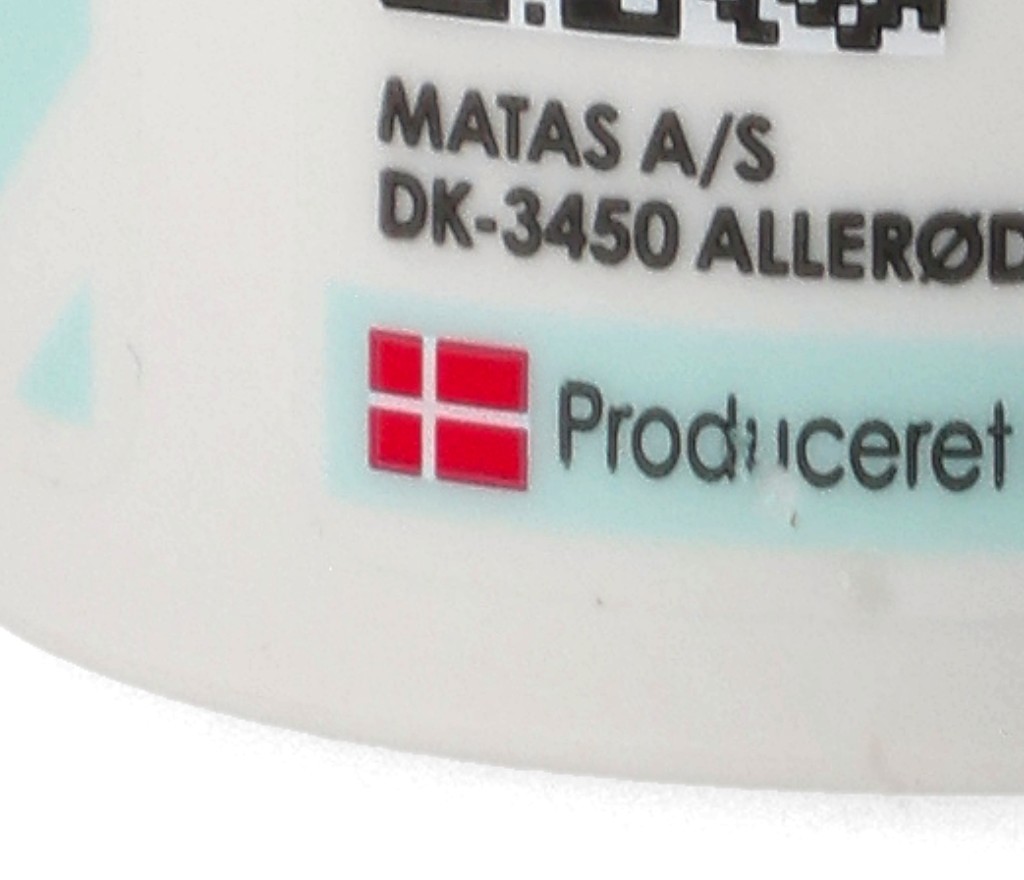 MATAS A/S
DK-3450 ALLERØD
Produceret